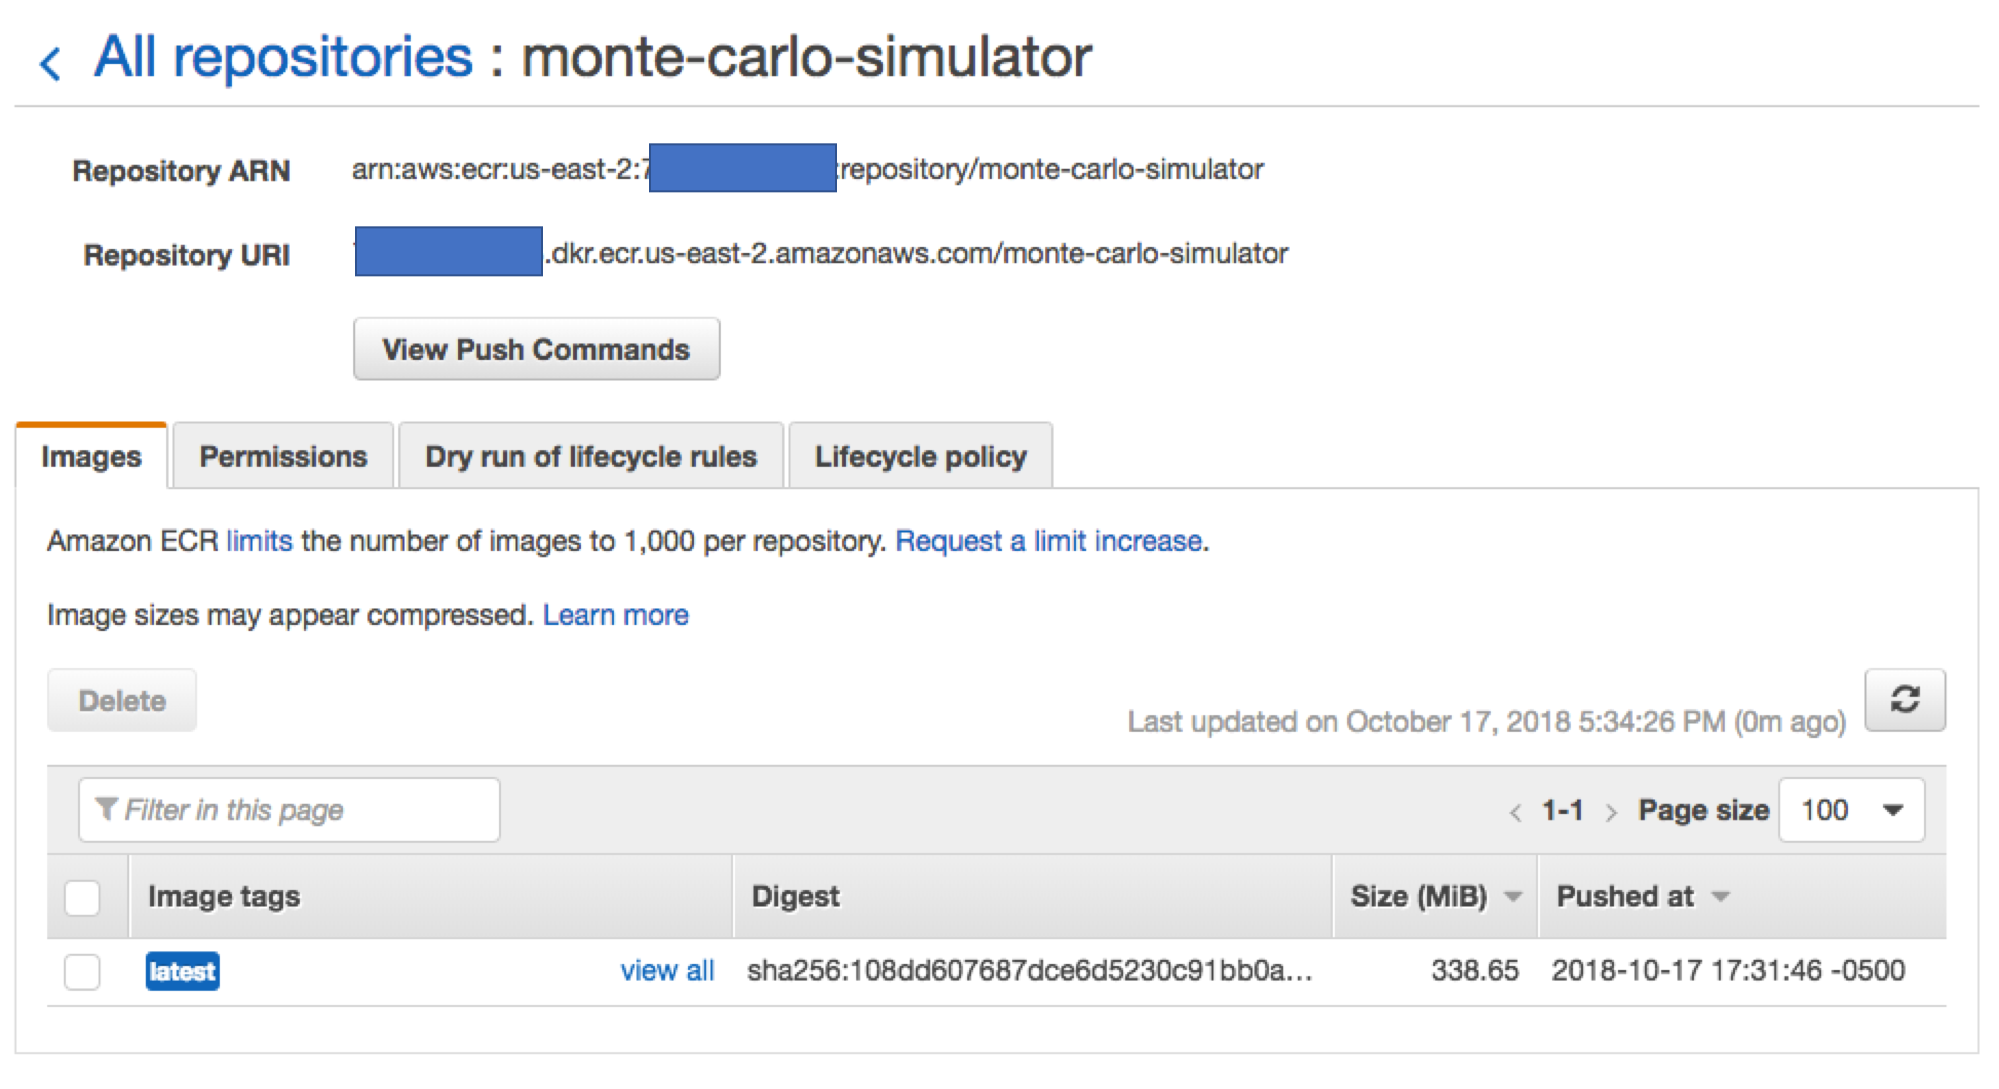 All repositories : monte-carlo-simulator
Repository ARN arn:aws:ecr:us-east-2:7 :repository/monte-carlo-simulator
Repository URI .dkr.ecr.us-east-2.amazonaws.com/monte-carlo-simulator
View Push Commands
Images Permissions Dry run of lifecycle rules Lifecycle policy
Amazon ECR limits the number of images to 1,000 per repository. Request a limit increase.
Image sizes may appear compressed. Learn more
Delete
Last updated on October 17, 2018 5:34:26 PM (0m ago)
Filter in this page < 1-1 > Page size 100
Image tags Digest Size (MiB) Pushed at
latest view all sha256:108dd607687dce6d5230c91bb0a... 338.65 2018-10-17 17:31:46 -0500